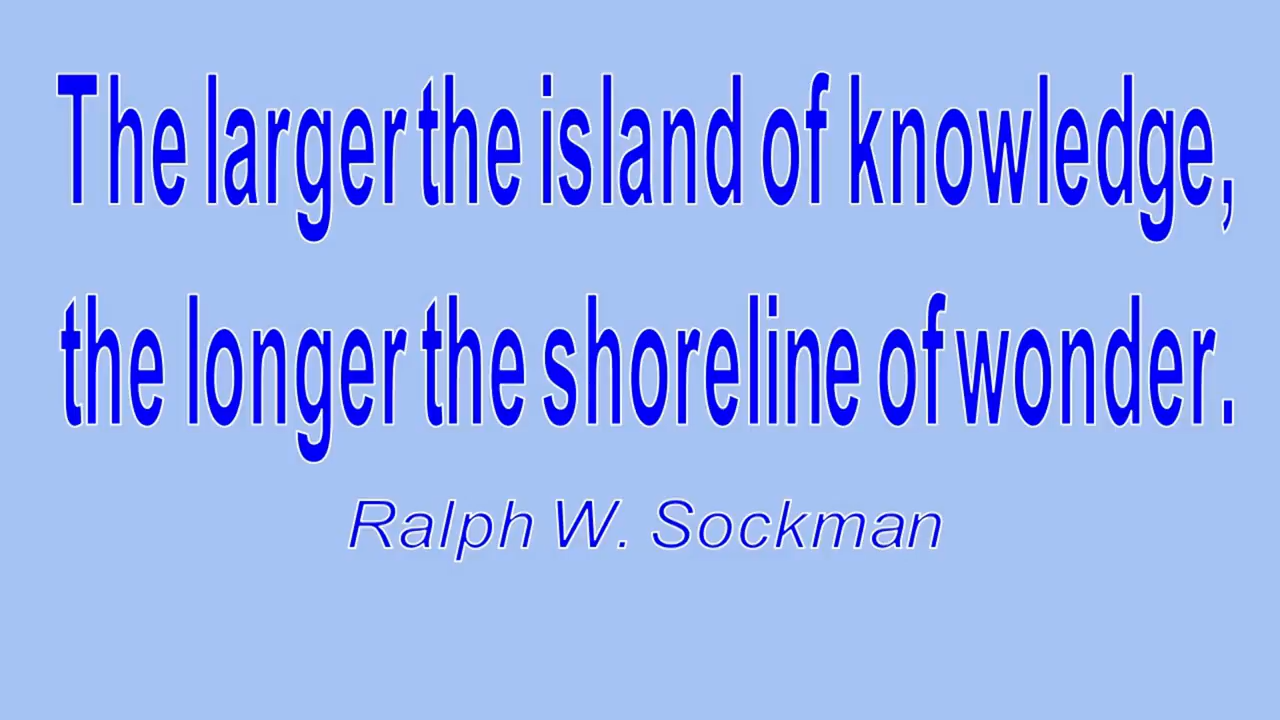 The larger the island of knowledge,
the longer the shoreline of wonder.
Ralph W. Sockman